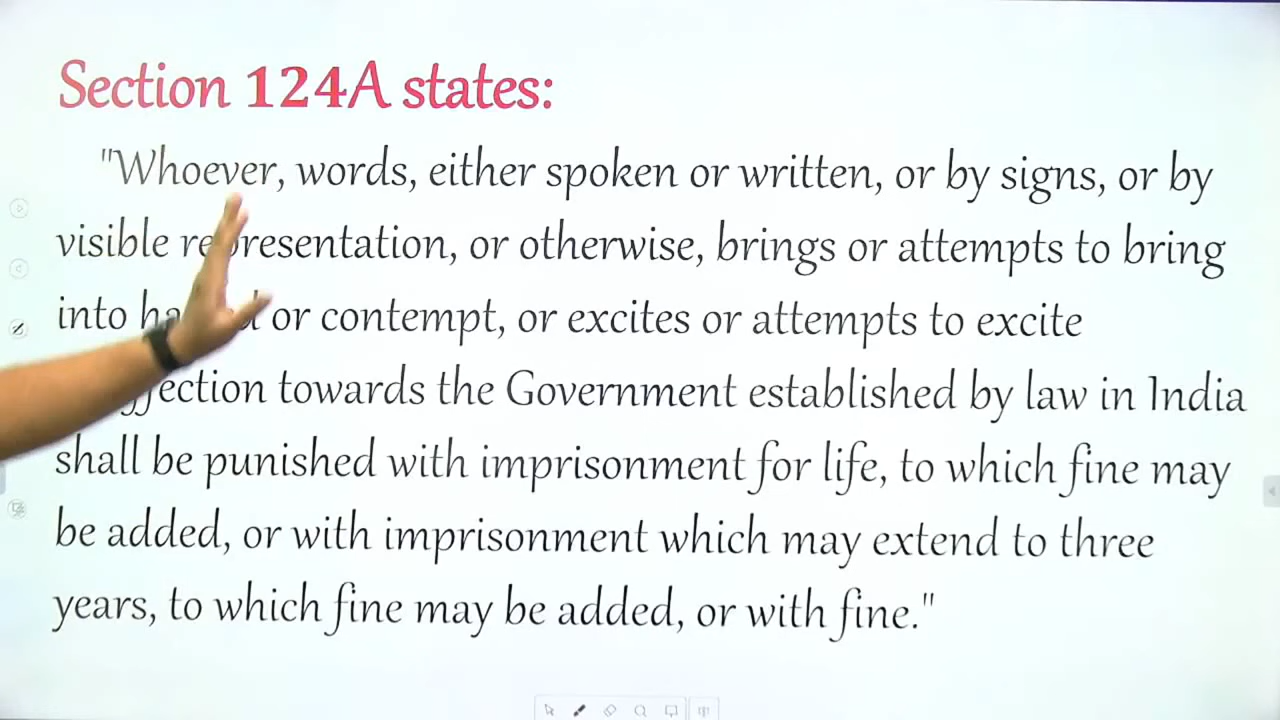 Section 124A states:
"Whoever, words, either spoken or written, or by signs, or by
visible representation, or otherwise, brings or attempts to bring
into or contempt, or excites or attempts to excite
towards the Government established by law in India
shall be punished with imprisonment for life, to which fine may
be added, or with imprisonment which may extend to three
years, to which fine may be added, or with fine."